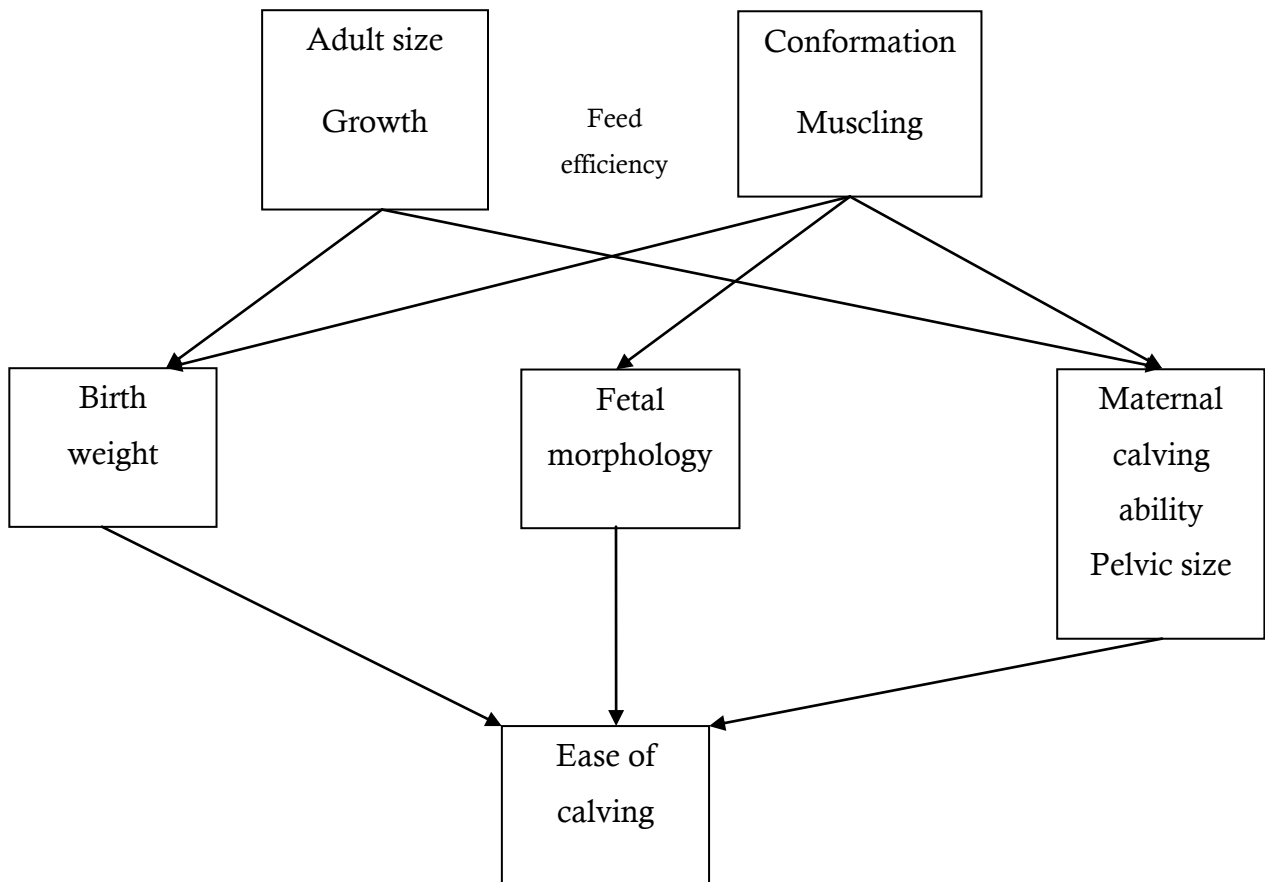 Adult size
Growth
Feed
efficiency
Conformation
Muscling
Birth
weight
Fetal
morphology
Maternal
calving
ability
Pelvic size
Ease of
calving